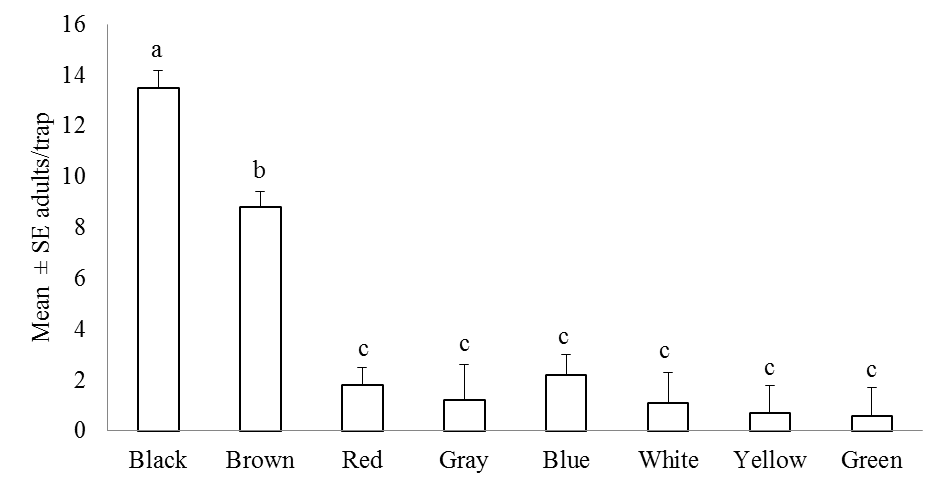 Mean ± SE adults/trap
16
14
12
10
8
6
4
2
0
a
b
c
c
c
c
c
c
Black Brown Red Gray Blue White Yellow Green